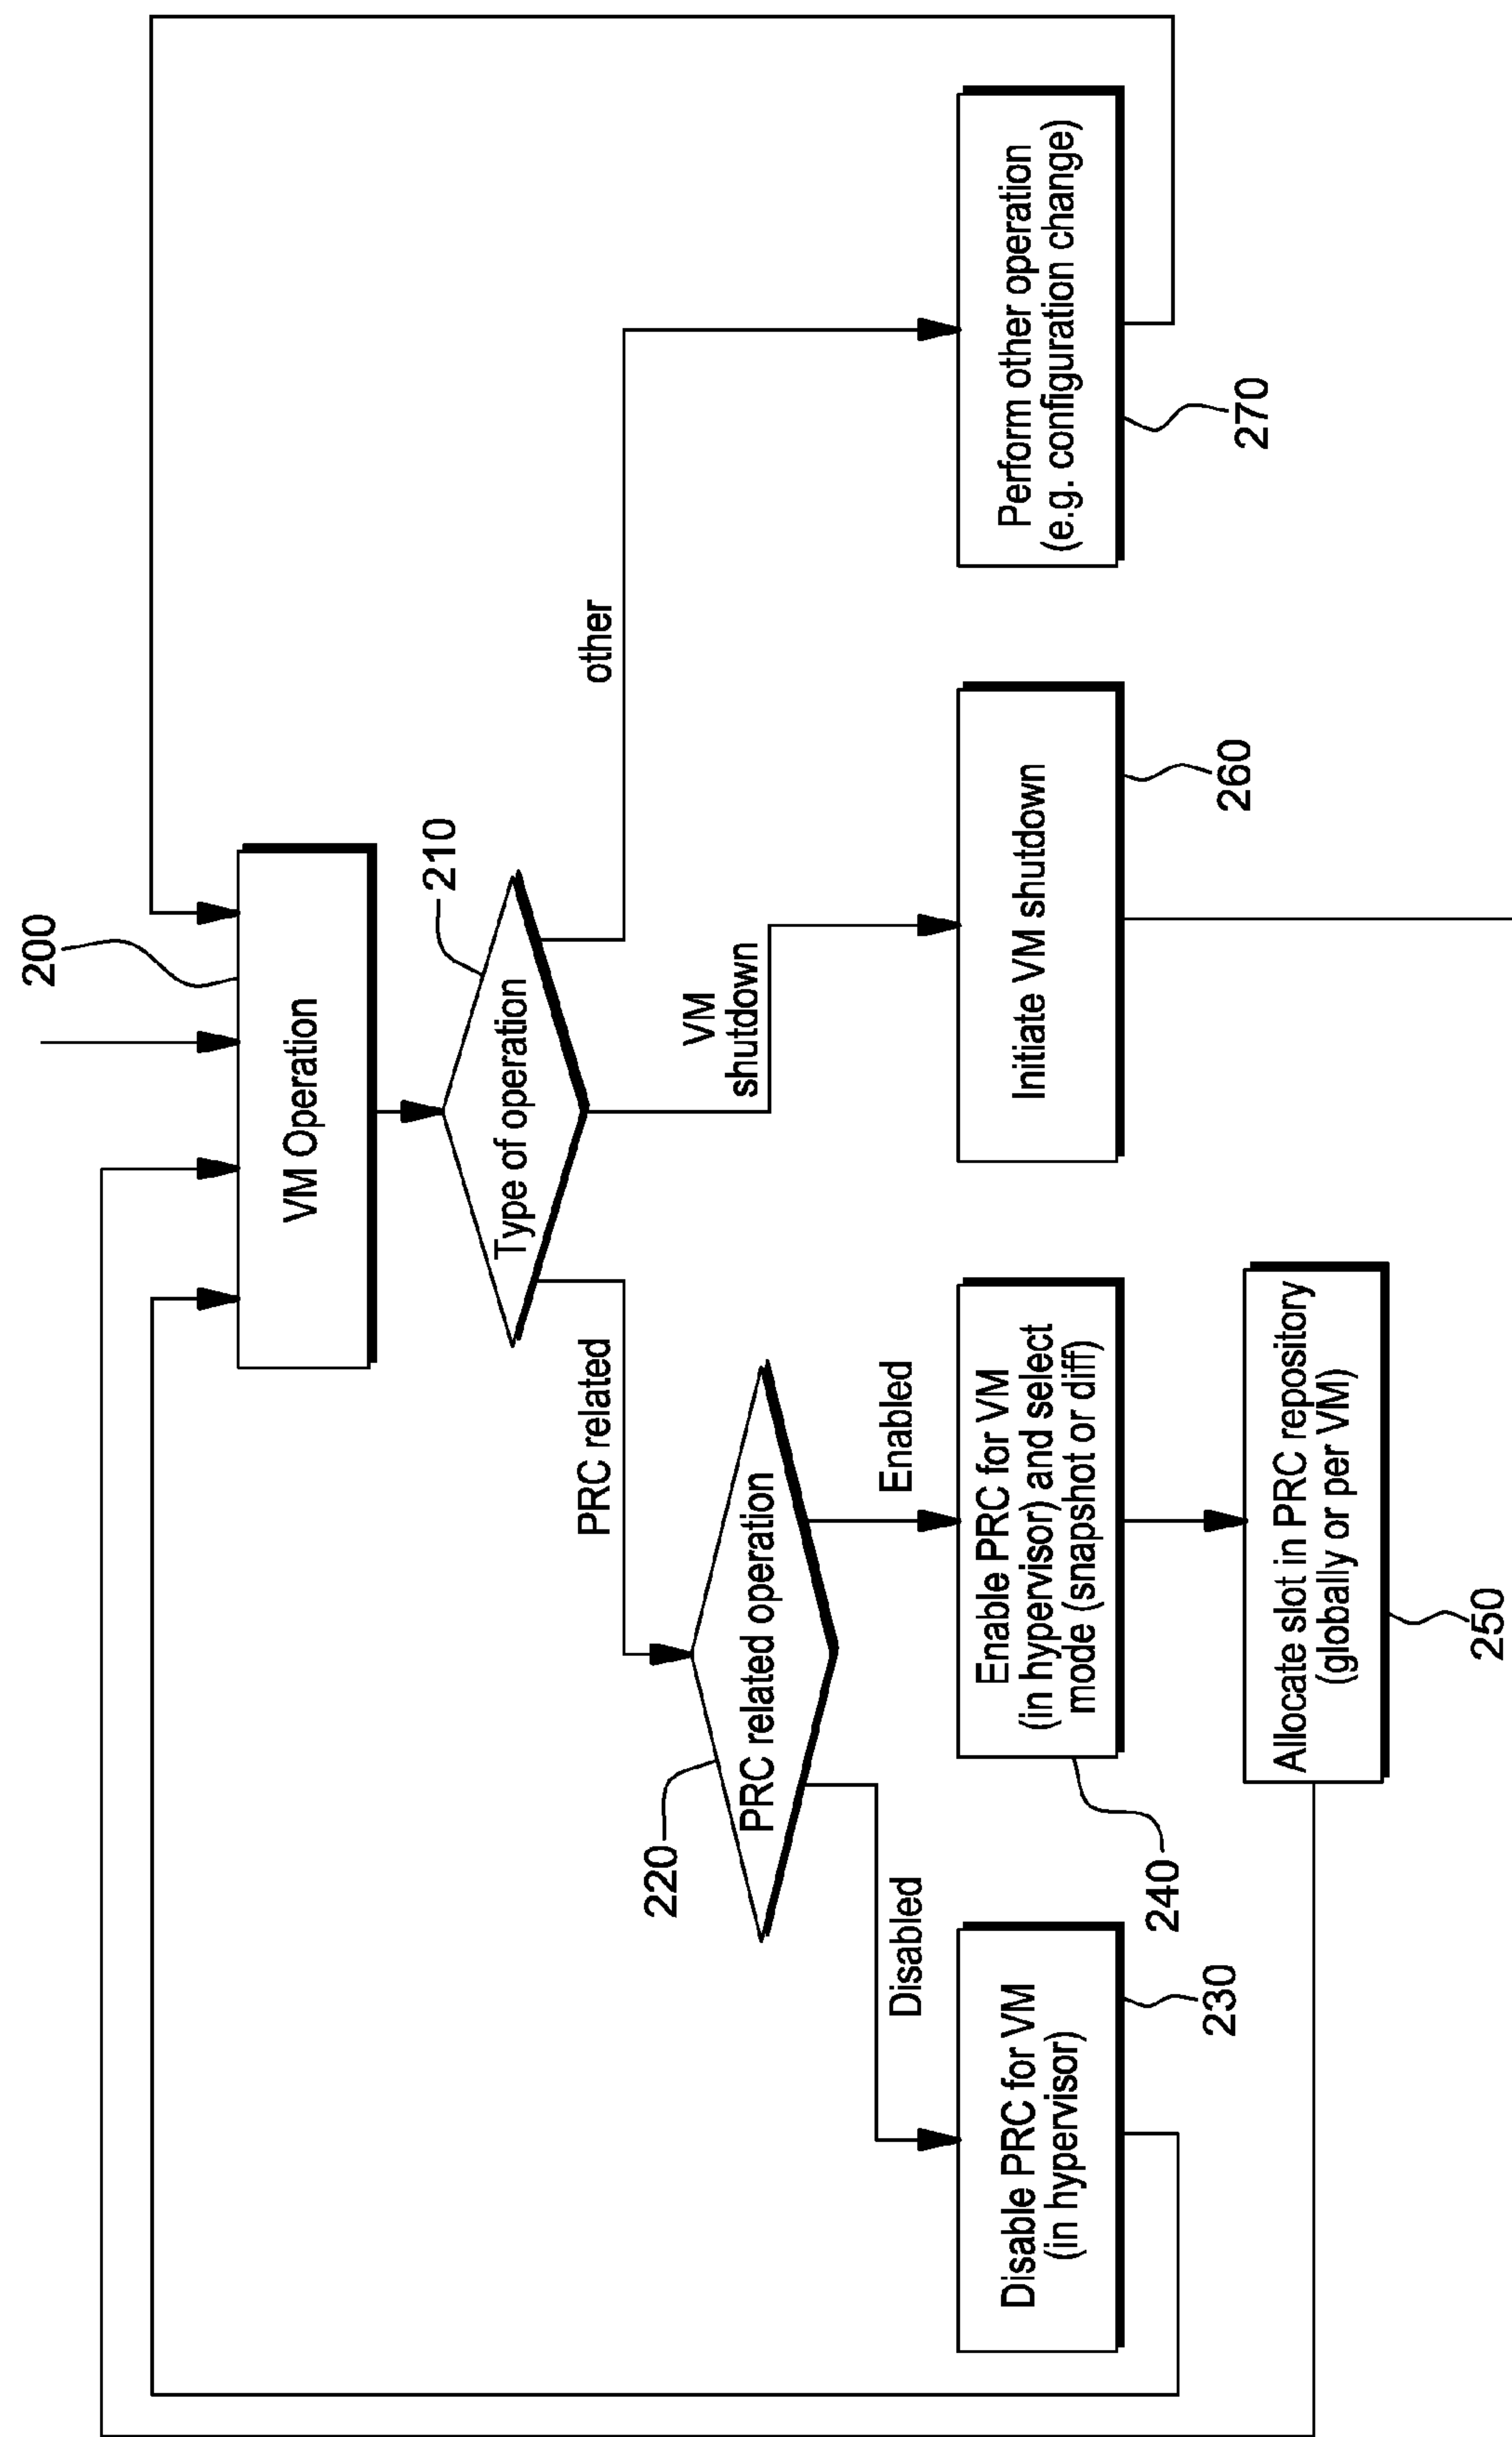 200
VM Operation
210
Type of operation
PRC related
VM
shutdown
other
220
PRC related operation
Disabled
Enabled
Disable PRC for VM
(in hypervisor)
230
Enable PRC for VM
(in hypervisor) and select
mode (snapshot or diff)
240
Initiate VM shutdown
260
Perform other operation
(e.g. configuration change)
270
Allocate slot in PRC repository
(globally or per VM)
250